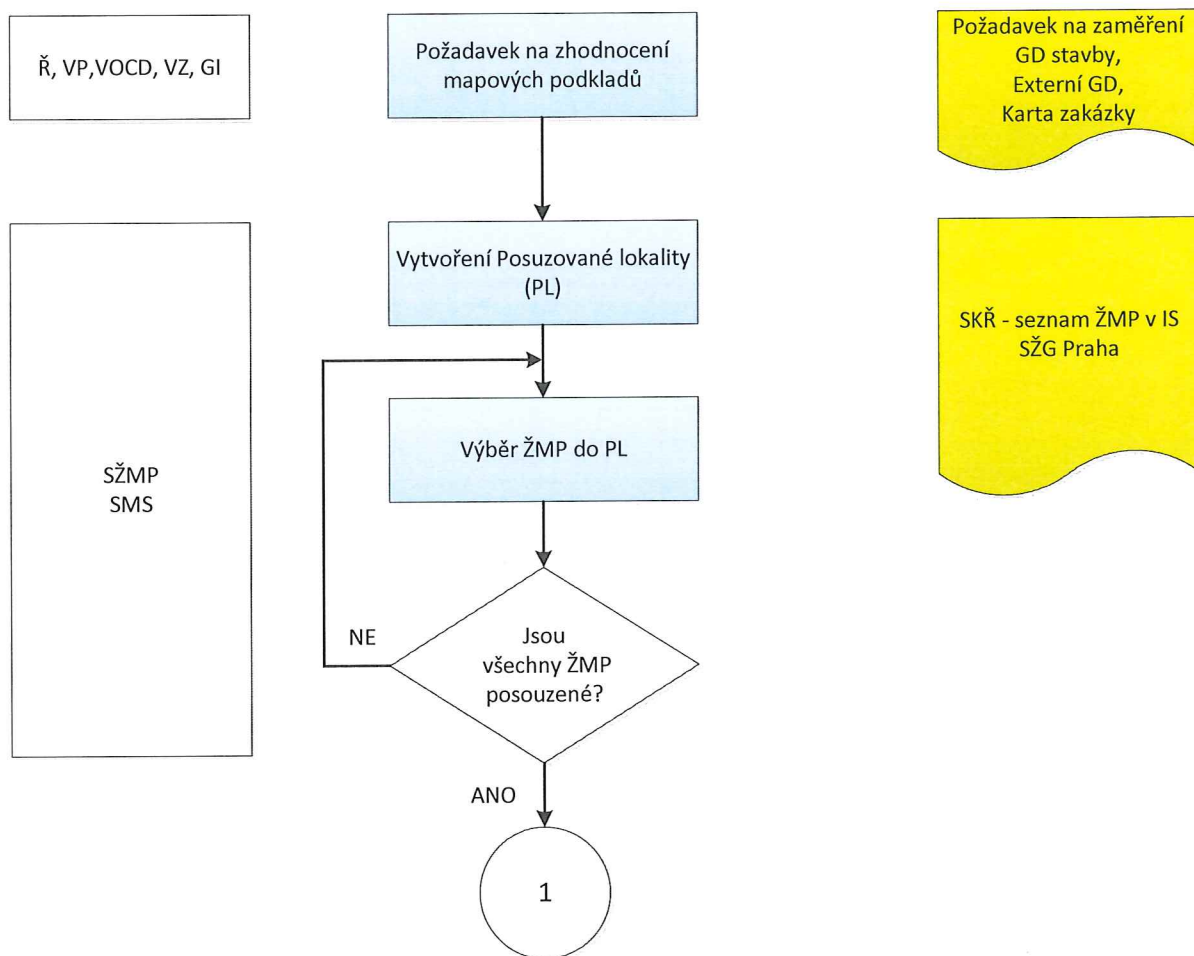 Ř, VP,VOCD, VZ, GI
Požadavek na zhodnocení
mapových podkladů
Požadavek na zaměření
GD stavby,
Externí GD,
Karta zakázky
Vytvoření Posuzované lokality
(PL)
SKŘ - seznam ŽMP v IS
SŽG Praha
Výběr ŽMP do PL
SŽMP
SMS
NE
Jsou
všechny ŽMP
posouzené?
ANO
1